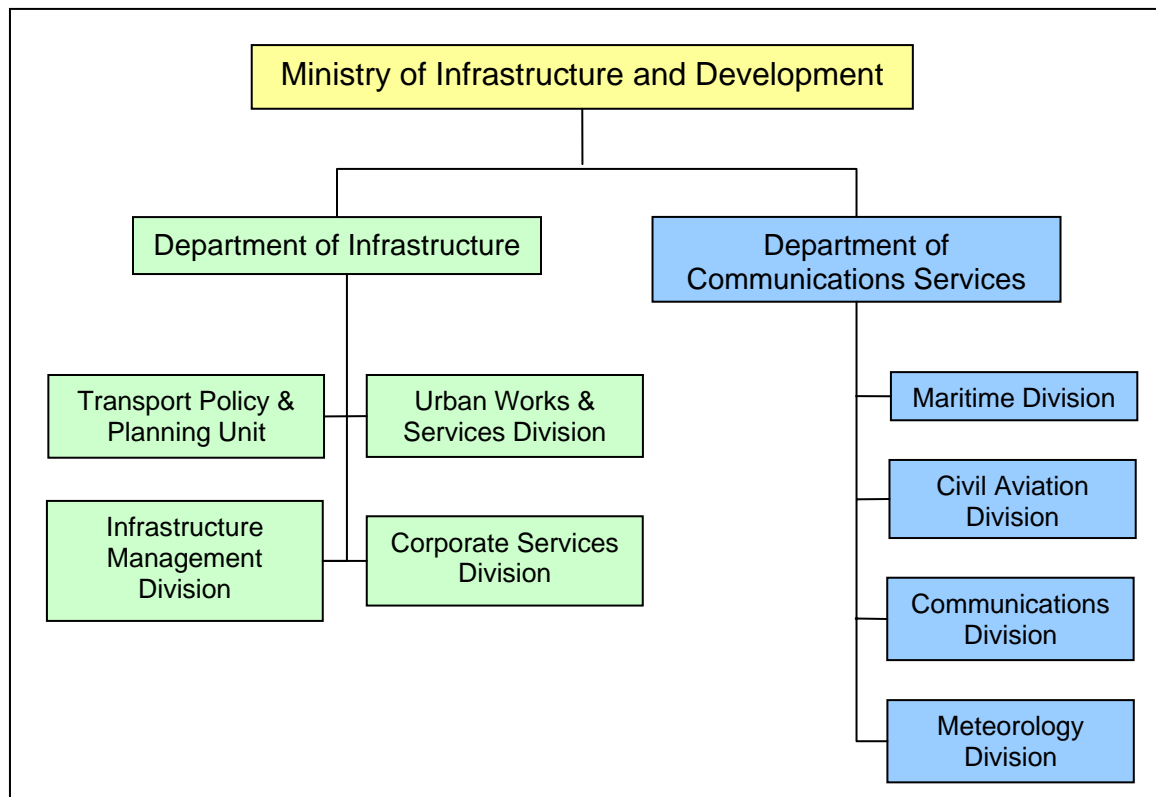 Ministry of Infrastructure and Development
Department of Infrastructure
Department of
Communications Services
Transport Policy &
Planning Unit
Urban Works &
Services Division
Infrastructure
Management
Division
Corporate Services
Division
Maritime Division
Civil Aviation
Division
Communications
Division
Meteorology
Division